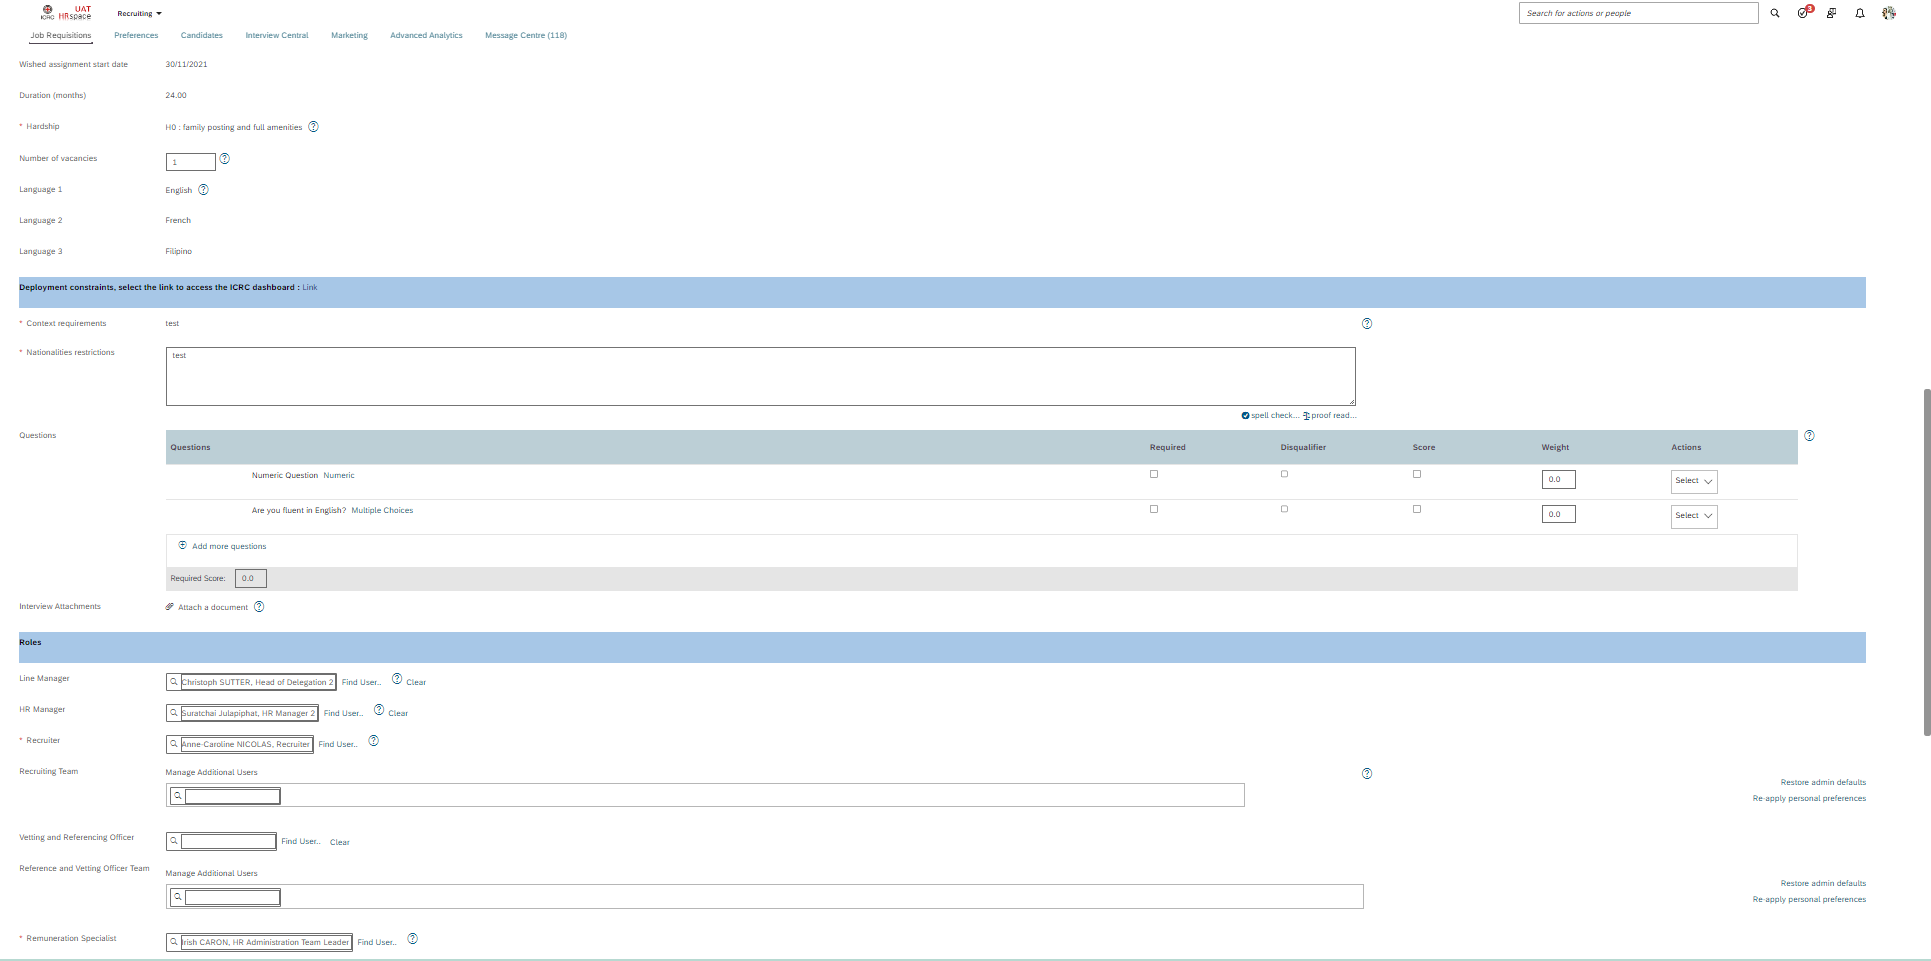 ICRC
UAT
HRspace
Recruiting
Search for actions or people
3
Job Requisitions
Preferences
Candidates
Interview Central
Marketing
Advanced Analytics
Message Centre (118)
Wished assignment start date
30/11/2021
Duration (months)
24.00
* Hardship
H0 : family posting and full amenities
Number of vacancies
1
Language 1
English
Language 2
French
Language 3
Filipino
Deployment constraints, select the link to access the ICRC dashboard : Link
* Context requirements
test
* Nationalities restrictions
test
spell check... proof read...
Questions
Questions
Required
Disqualifier
Score
Weight
Actions
Numeric Question Numeric
0.0
Select
Are you fluent in English? Multiple Choices
0.0
Select
Add more questions
Required Score: 0.0
Interview Attachments
Attach a document
Roles
Line Manager
Christoph SUTTER, Head of Delegation 2
Find User..
Clear
HR Manager
Suratchai Julapiphat, HR Manager 2
Find User..
Clear
* Recruiter
Anne-Caroline NICOLAS, Recruiter
Find User..
Recruiting Team
Manage Additional Users
Restore admin defaults
Re-apply personal preferences
Vetting and Referencing Officer
Find User..
Clear
Reference and Vetting Officer Team
Manage Additional Users
Restore admin defaults
Re-apply personal preferences
* Remuneration Specialist
Irish CARON, HR Administration Team Leader
Find User..